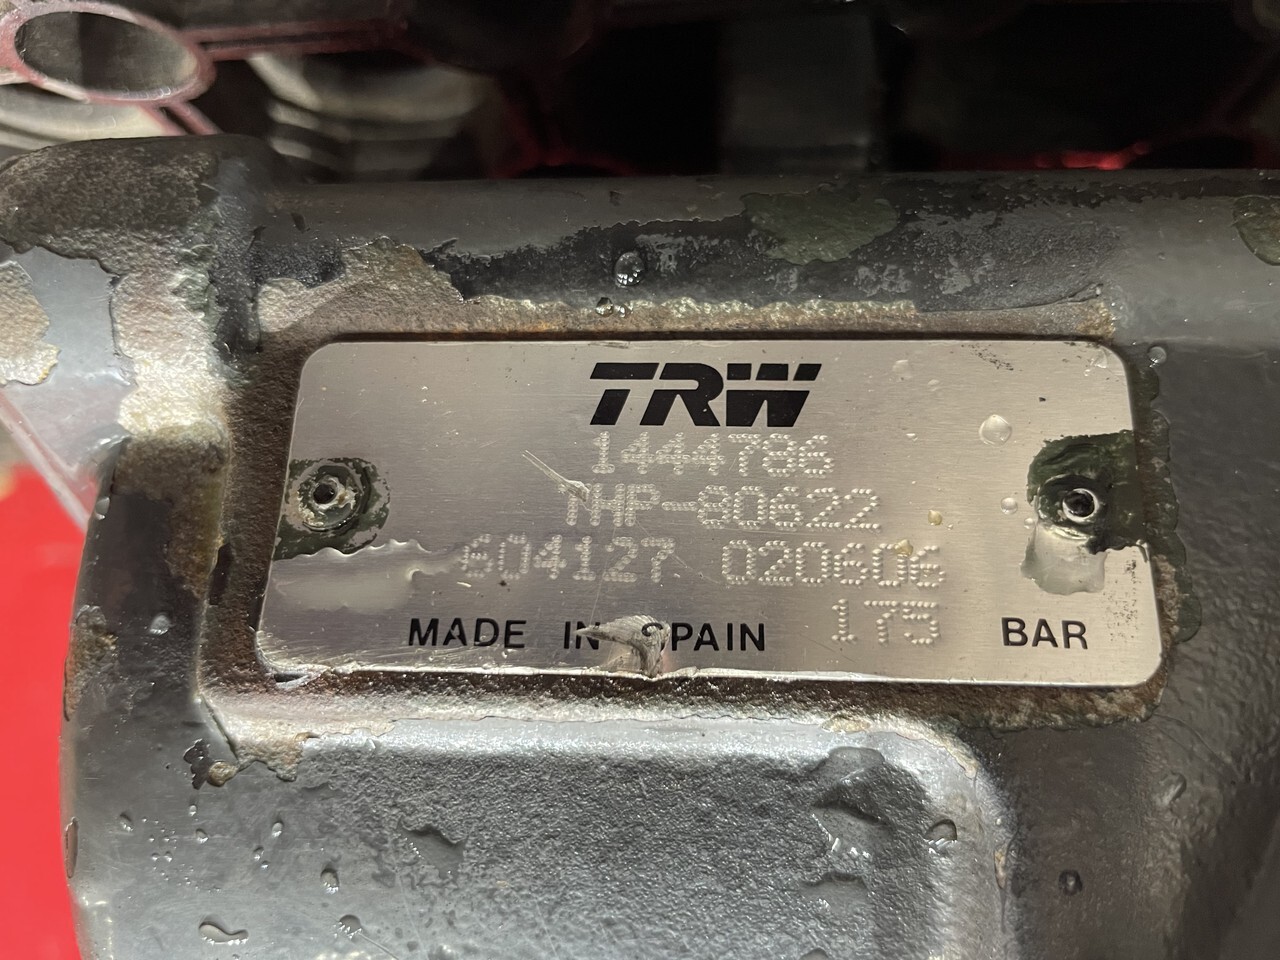 TRW
1444786
THP-80622
604127 020606
175
MADE IN SPAIN BAR